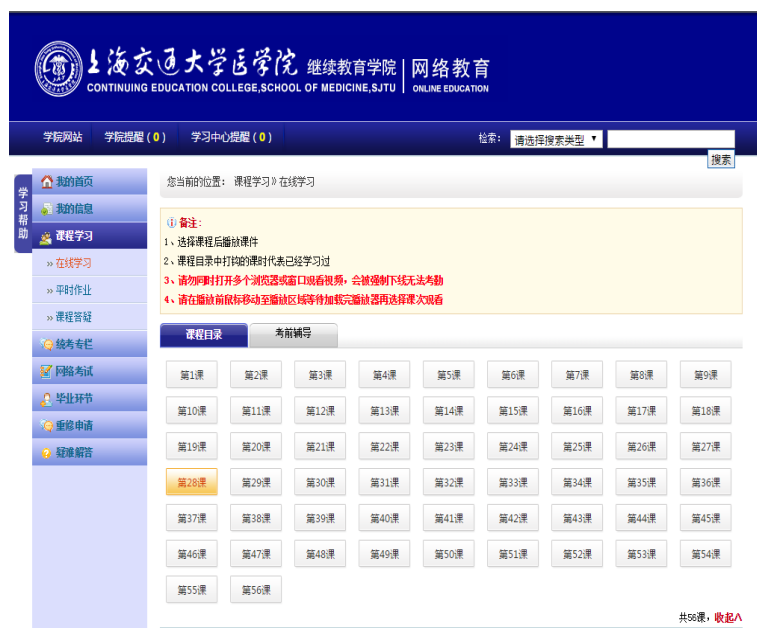 上海交通大学医学院 继续教育学院 | 网络教育
CONTINUING EDUCATION COLLEGE,SCHOOL OF MEDICINE,SJTU | ONLINE EDUCATION
学院网站 学院提醒 ( 0 ) 学习中心提醒 ( 0 ) 检索： 请选择搜索类型
搜索
学习帮助
我的首页
我的信息
课程学习
» 在线学习
» 平时作业
» 课程答疑
统考专栏
网络考试
毕业环节
重修申请
疑难解答
您当前的位置： 课程学习 » 在线学习
备注：
1、选择课程后播放课件
2、课程目录中打钩的课时代表已经学习过
3、请勿同时打开多个浏览器或窗口观看视频，会被强制下线无法考勤
4、请在播放前鼠标移动至播放区域等待加载完播放器再选择课次观看
课程目录 考前辅导
第1课 第2课 第3课 第4课 第5课 第6课 第7课 第8课 第9课
第10课 第11课 第12课 第13课 第14课 第15课 第16课 第17课 第18课
第19课 第20课 第21课 第22课 第23课 第24课 第25课 第26课 第27课
第28课 第29课 第30课 第31课 第32课 第33课 第34课 第35课 第36课
第37课 第38课 第39课 第40课 第41课 第42课 第43课 第44课 第45课
第46课 第47课 第48课 第49课 第50课 第51课 第52课 第53课 第54课
第55课 第56课
共56课，收起∧